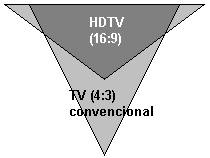 HDTV
(16:9)
TV (4:3)
convencional